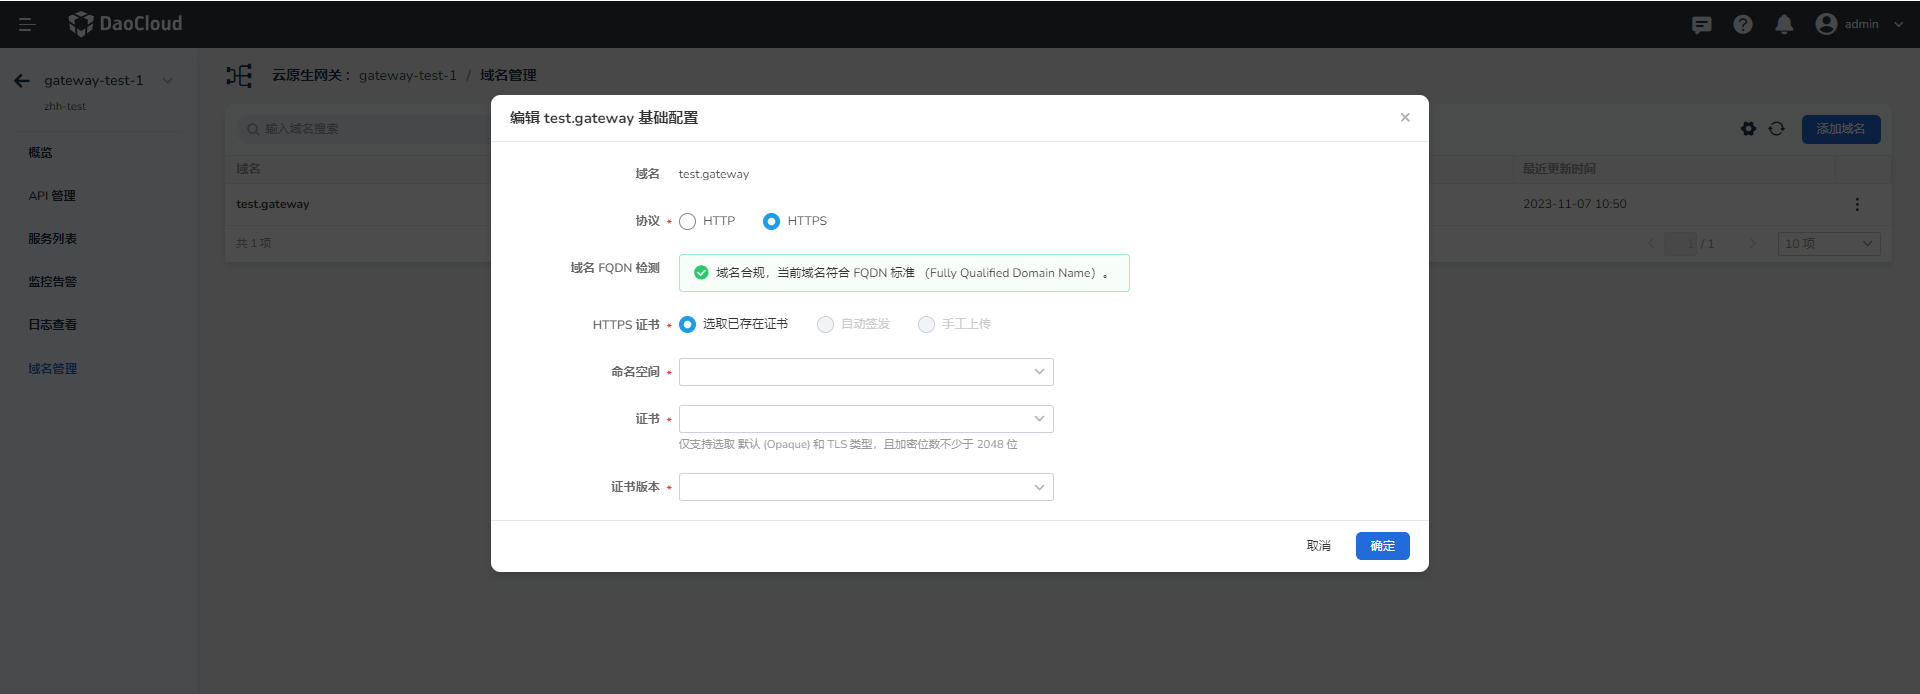 DaoCloud
admin
gateway-test-1
zhh-test
云原生网关： gateway-test-1 / 域名管理
概览
API 管理
服务列表
监控告警
日志查看
域名管理
输入域名搜索
添加域名
域名
最近更新时间
test.gateway
2023-11-07 10:50
共 1 项
1 / 1
10 项
编辑 test.gateway 基础配置
域名 test.gateway
协议 * HTTP HTTPS
域名 FQDN 检测 域名合规，当前域名符合 FQDN 标准 （Fully Qualified Domain Name）。
HTTPS 证书 * 选取已存在证书 自动签发 手工上传
命名空间 *
证书 *
仅支持选取 默认 (Opaque) 和 TLS 类型，且加密位数不少于 2048 位
证书版本 *
取消 确定